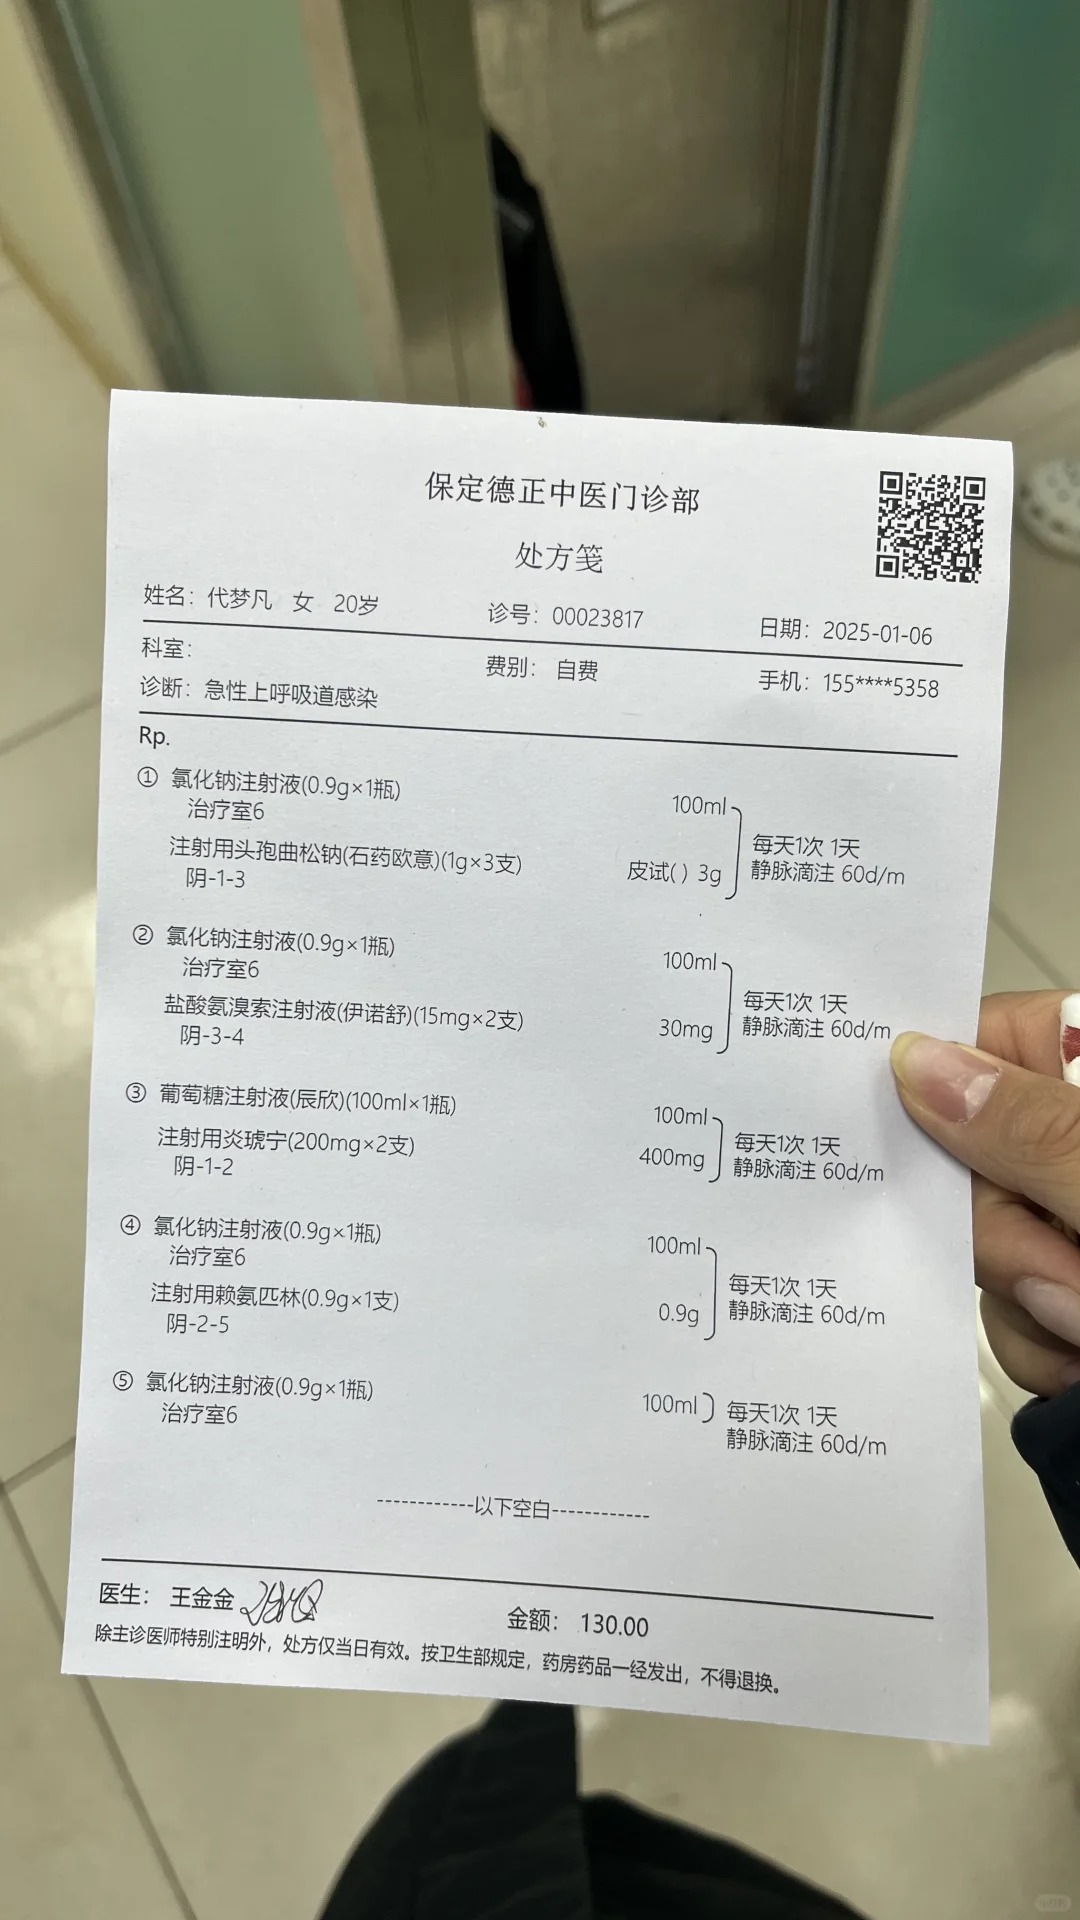 保定德正中医门诊部
处方笺
姓名：代梦凡 女 20岁 诊号：00023817 日期：2025-01-06
科室： 费别：自费 手机：155****5358
诊断：急性上呼吸道感染
Rp.
① 氯化钠注射液(0.9g×1瓶) 100ml
治疗室6 每天1次 1天
注射用头孢曲松钠(石药欧意)(1g×3支) 皮试( ) 3g 静脉滴注 60d/m
阴-1-3
② 氯化钠注射液(0.9g×1瓶) 100ml
治疗室6 每天1次 1天
盐酸氨溴索注射液(伊诺舒)(15mg×2支) 30mg 静脉滴注 60d/m
阴-3-4
③ 葡萄糖注射液(辰欣)(100ml×1瓶) 100ml 每天1次 1天
注射用炎琥宁(200mg×2支) 400mg 静脉滴注 60d/m
阴-1-2
④ 氯化钠注射液(0.9g×1瓶) 100ml
治疗室6 每天1次 1天
注射用赖氨匹林(0.9g×1支) 0.9g 静脉滴注 60d/m
阴-2-5
⑤ 氯化钠注射液(0.9g×1瓶) 100ml 每天1次 1天
治疗室6 静脉滴注 60d/m
------------以下空白------------
医生：王金金 金额：130.00
除主诊医师特别注明外，处方仅当日有效。按卫生部规定，药房药品一经发出，不得退换。